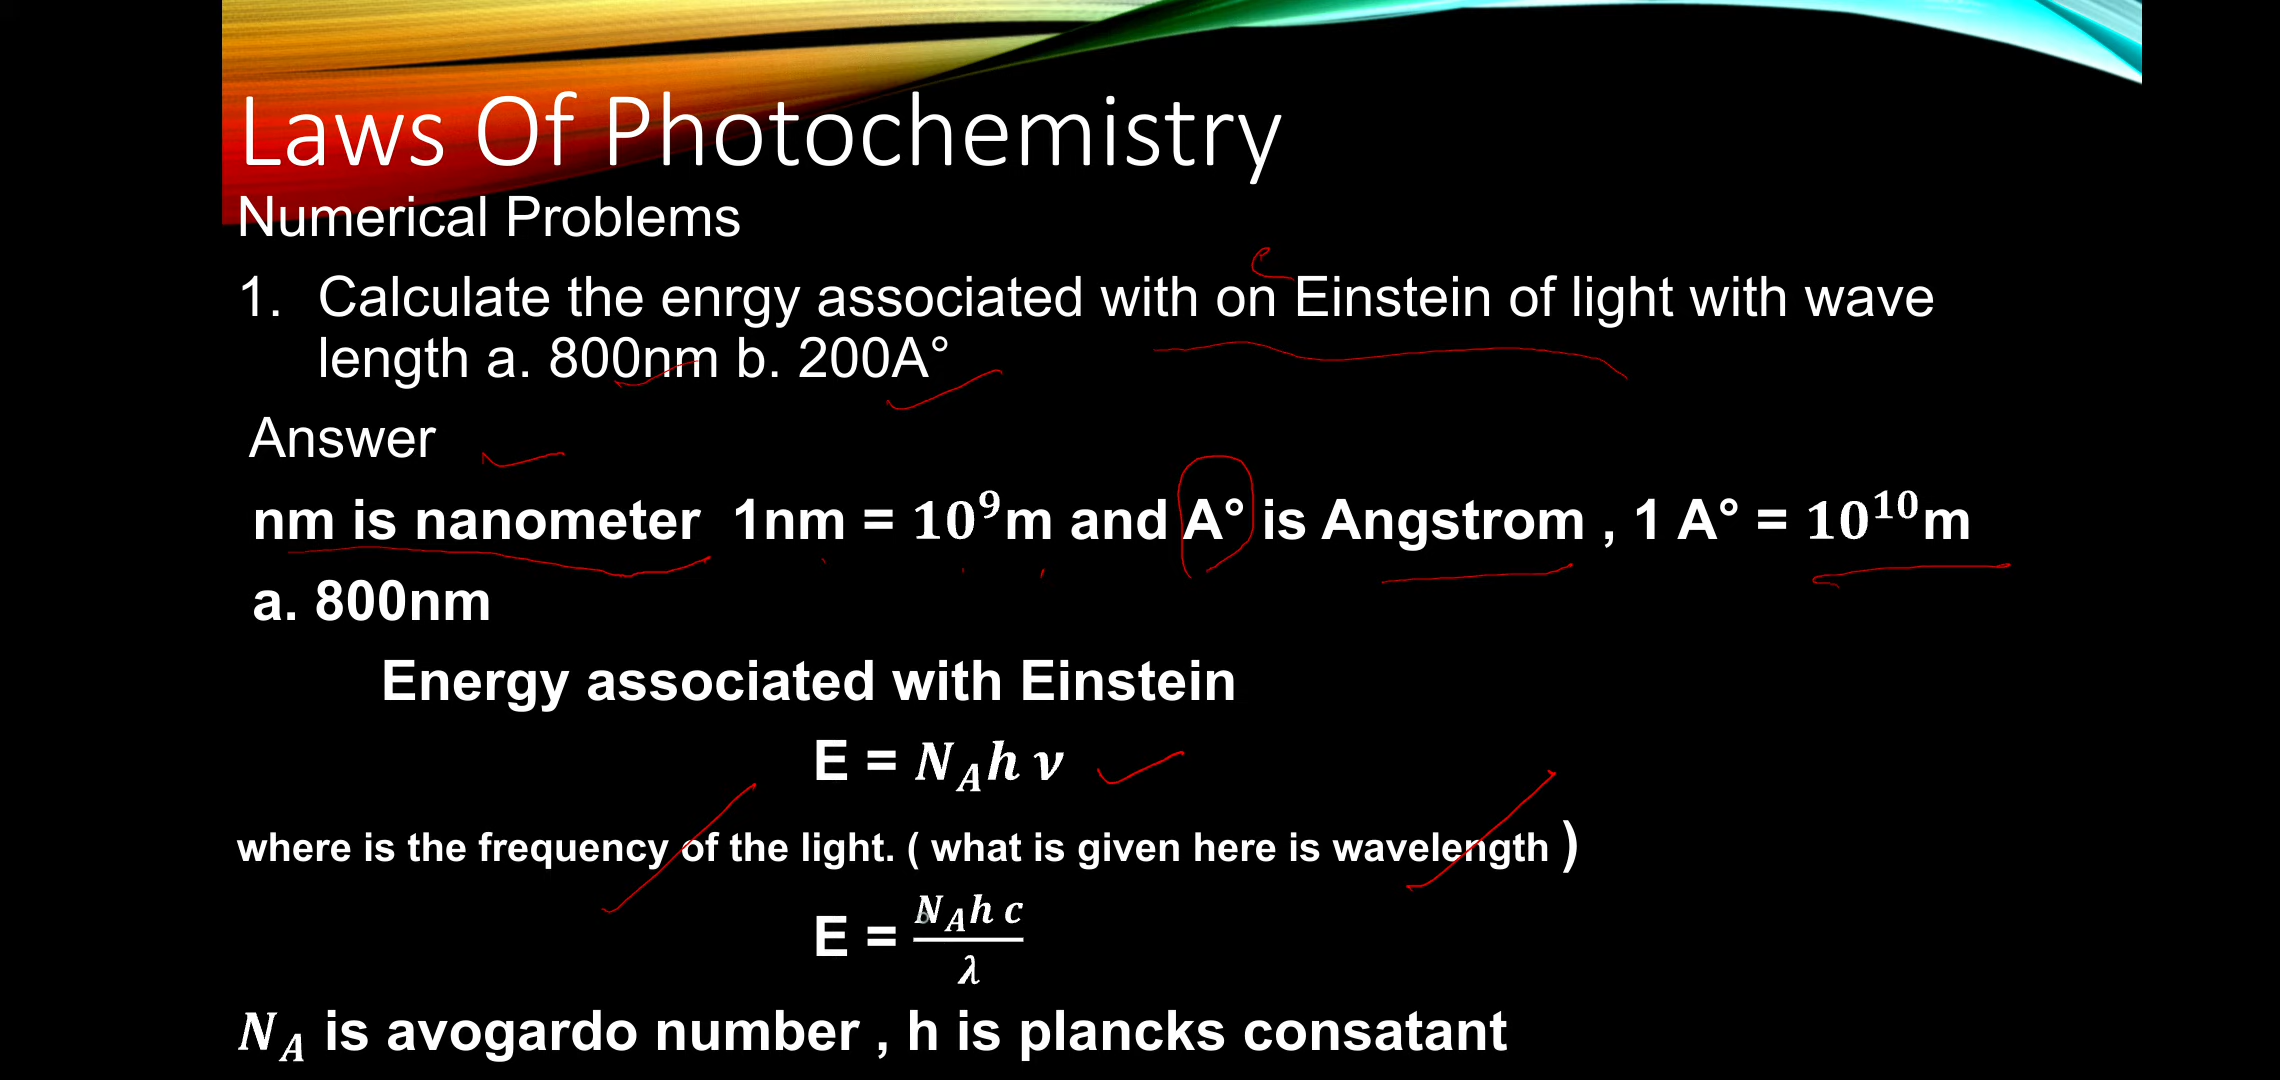 Laws Of Photochemistry
Numerical Problems
1. Calculate the enrgy associated with on Einstein of light with wave
length a. 800nm b. 200A°
e
Answer
nm is nanometer 1nm = 10⁹m and A° is Angstrom , 1 A° = 10¹⁰m
a. 800nm
Energy associated with Einstein
E = N_A h ν
where is the frequency of the light. ( what is given here is wavelength )
E = N_A h c / λ
N_A is avogardo number , h is plancks consatant